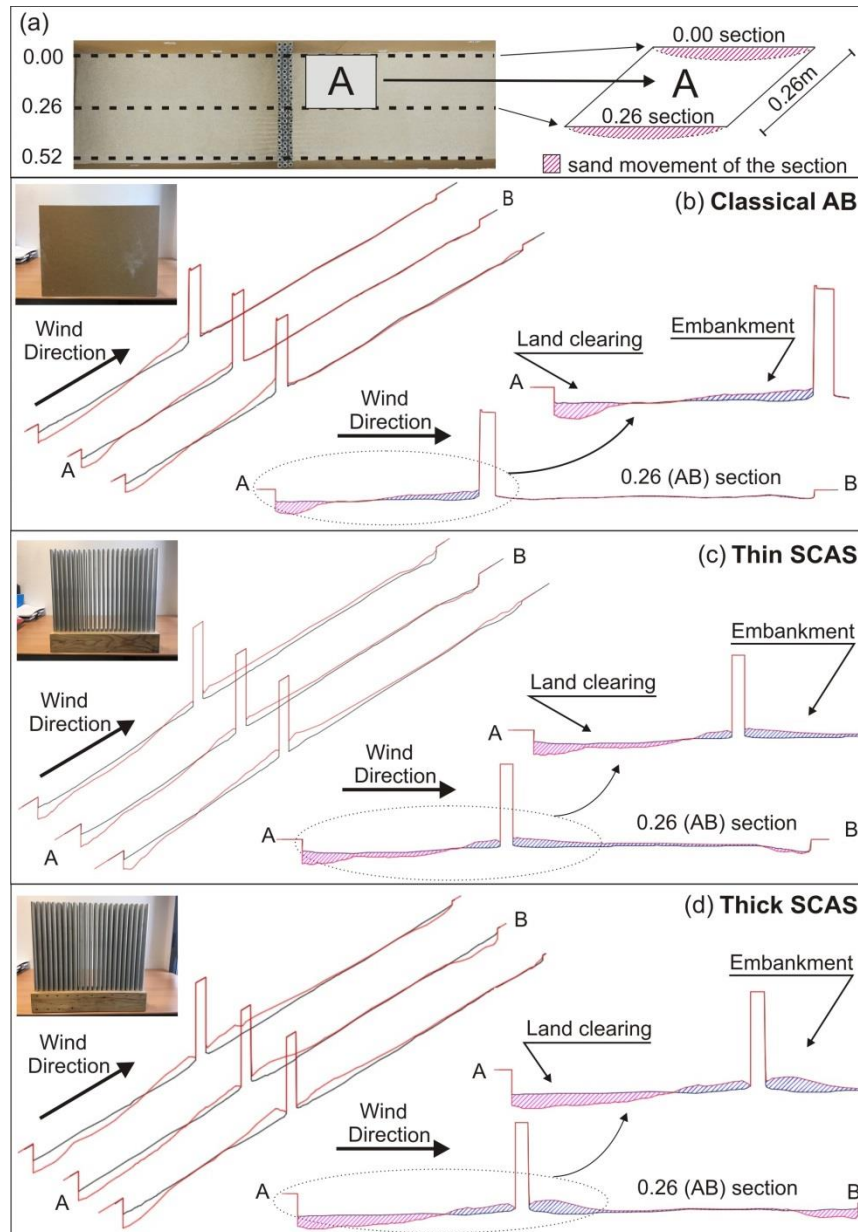 (a)
0.00
0.26
0.52
A
0.00 section
A
0.26m
0.26 section
sand movement of the section
(b) Classical AB
B
Wind
Direction
A
Land clearing
Embankment
A
Wind
Direction
0.26 (AB) section
A
B
(c) Thin SCAS
B
Wind
Direction
A
Embankment
Land clearing
A
Wind
Direction
0.26 (AB) section
A
B
(d) Thick SCAS
B
Wind
Direction
A
Embankment
Land clearing
A
Wind
Direction
0.26 (AB) section
A
B